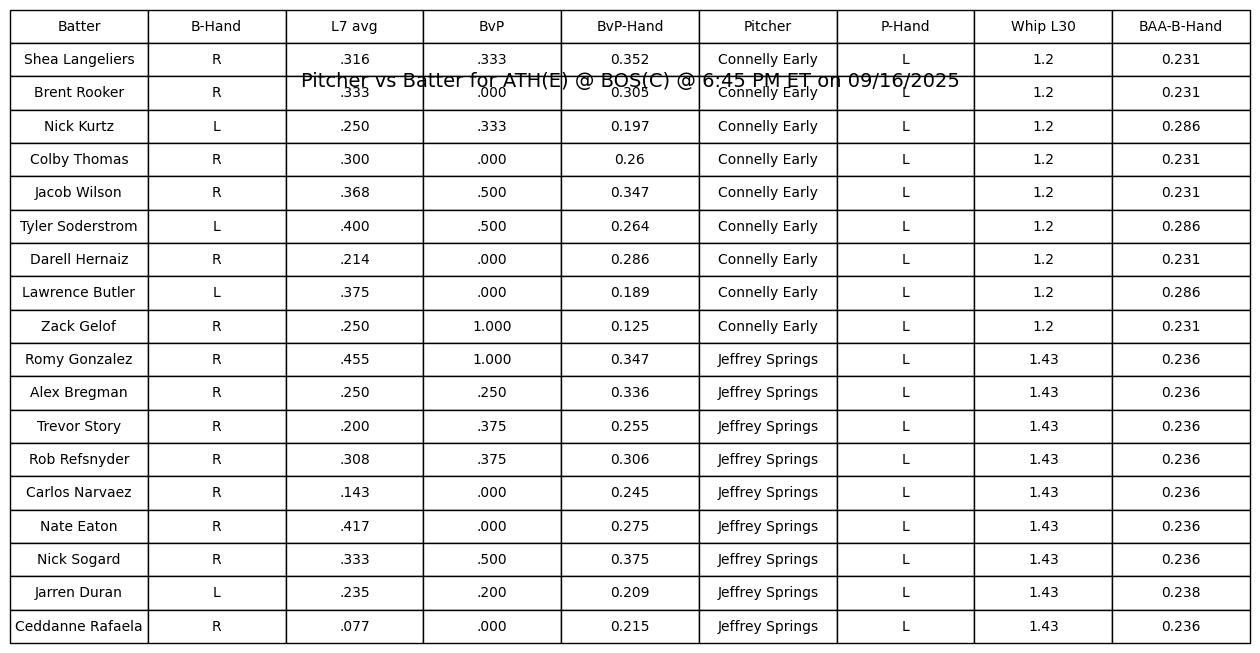 Batter B-Hand L7 avg BvP BvP-Hand Pitcher P-Hand Whip L30 BAA-B-Hand
Shea Langeliers R .316 .333 0.352 Connelly Early L 1.2 0.231
Pitcher vs Batter for ATH(E) @ BOS(C) @ 6:45 PM ET on 09/16/2025
Brent Rooker R .333 .000 0.305 Connelly Early L 1.2 0.231
Nick Kurtz L .250 .333 0.197 Connelly Early L 1.2 0.286
Colby Thomas R .300 .000 0.26 Connelly Early L 1.2 0.231
Jacob Wilson R .368 .500 0.347 Connelly Early L 1.2 0.231
Tyler Soderstrom L .400 .500 0.264 Connelly Early L 1.2 0.286
Darell Hernaiz R .214 .000 0.286 Connelly Early L 1.2 0.231
Lawrence Butler L .375 .000 0.189 Connelly Early L 1.2 0.286
Zack Gelof R .250 1.000 0.125 Connelly Early L 1.2 0.231
Romy Gonzalez R .455 1.000 0.347 Jeffrey Springs L 1.43 0.236
Alex Bregman R .250 .250 0.336 Jeffrey Springs L 1.43 0.236
Trevor Story R .200 .375 0.255 Jeffrey Springs L 1.43 0.236
Rob Refsnyder R .308 .375 0.306 Jeffrey Springs L 1.43 0.236
Carlos Narvaez R .143 .000 0.245 Jeffrey Springs L 1.43 0.236
Nate Eaton R .417 .000 0.275 Jeffrey Springs L 1.43 0.236
Nick Sogard R .333 .500 0.375 Jeffrey Springs L 1.43 0.236
Jarren Duran L .235 .200 0.209 Jeffrey Springs L 1.43 0.238
Ceddanne Rafaela R .077 .000 0.215 Jeffrey Springs L 1.43 0.236